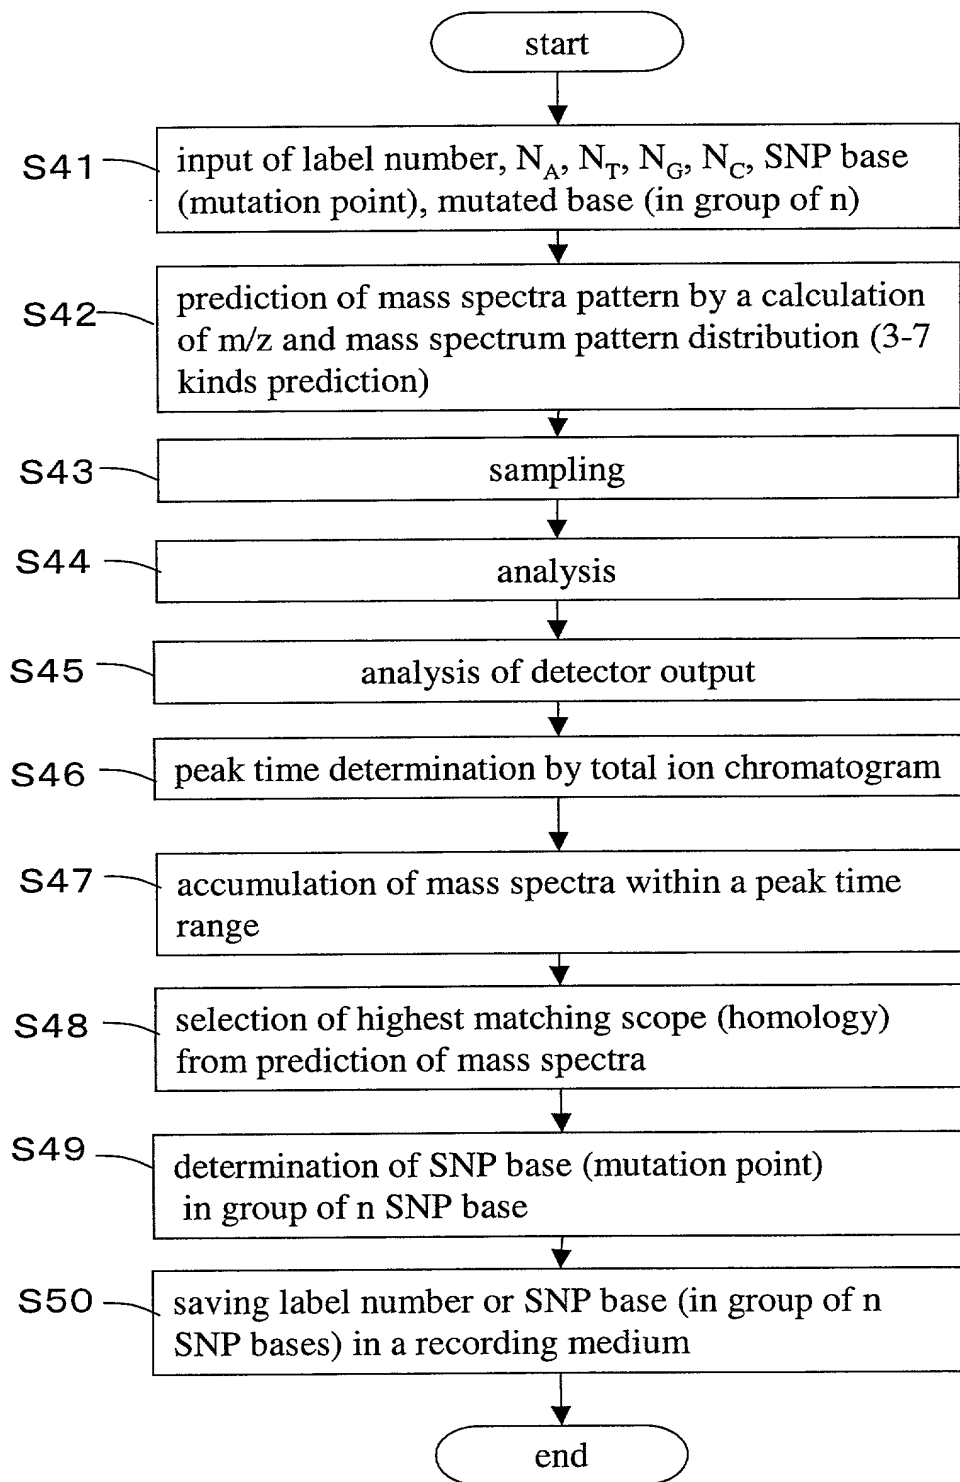 start
S41
input of label number, N_A, N_T, N_G, N_C, SNP base
(mutation point), mutated base (in group of n)
S42
prediction of mass spectra pattern by a calculation
of m/z and mass spectrum pattern distribution (3-7
kinds prediction)
S43
sampling
S44
analysis
S45
analysis of detector output
S46
peak time determination by total ion chromatogram
S47
accumulation of mass spectra within a peak time
range
S48
selection of highest matching scope (homology)
from prediction of mass spectra
S49
determination of SNP base (mutation point)
in group of n SNP base
S50
saving label number or SNP base (in group of n
SNP bases) in a recording medium
end